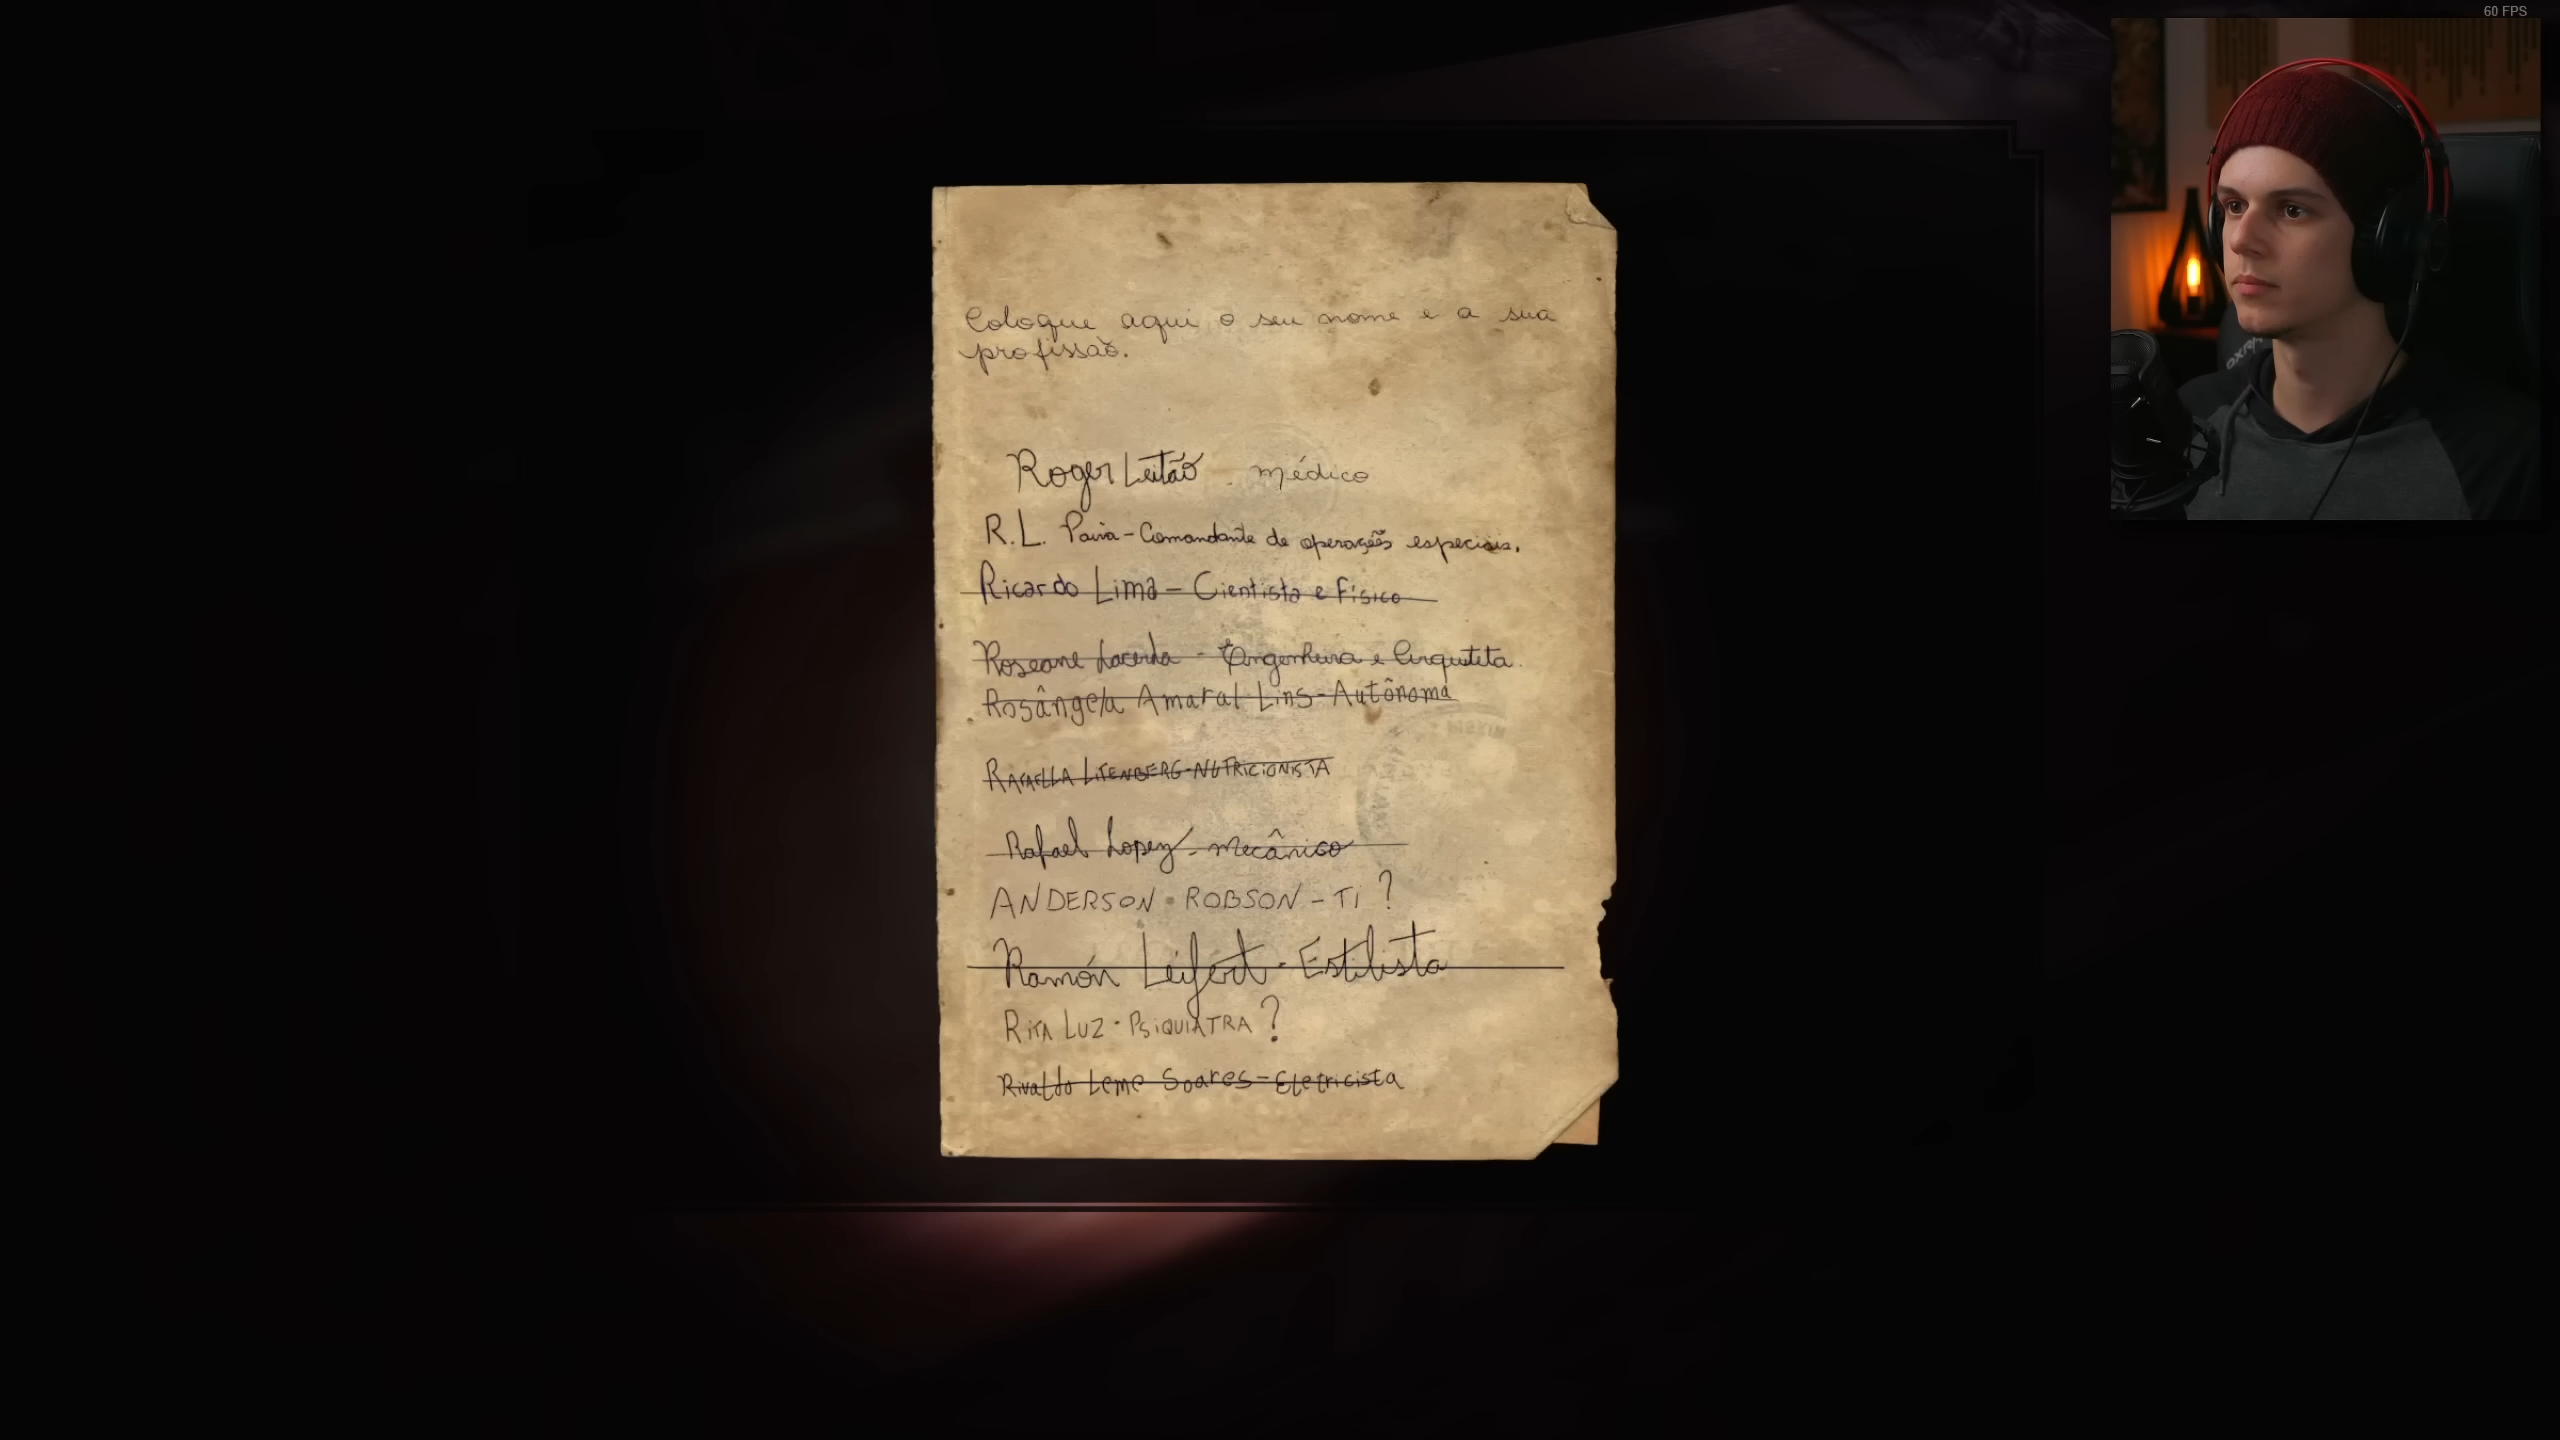 60 FPS
Coloque aqui o seu nome e a sua
profissão.
Roger Leitão - médico
R.L. Paiva - Comandante de operações especiais.
Ricardo Lima - Cientista e Físico
Roseane Lacerda - Engenheira e Arquiteta.
Rosângela Amaral Lins - Autônoma
RAFAELLA LITENBERG - NUTRICIONISTA
Rafael Lopez - mecânico
ANDERSON ROBSON - TI ?
Ramón Leifert - Estilista
RITA LUZ - PSIQUIATRA ?
Rivaldo Leme Soares - Eletricista